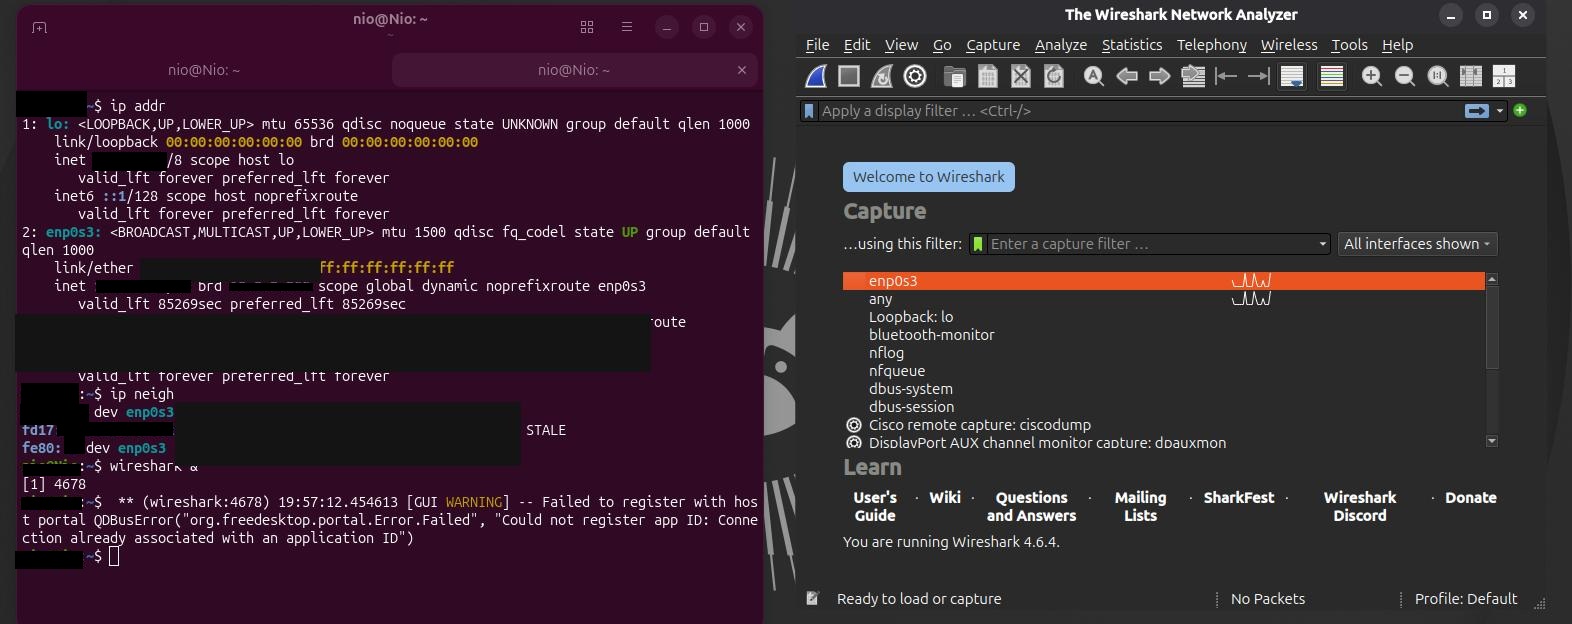 nio@Nio: ~
~
nio@Nio: ~
nio@Nio: ~
~$ ip addr
1: lo: <LOOPBACK,UP,LOWER_UP> mtu 65536 qdisc noqueue state UNKNOWN group default qlen 1000
link/loopback 00:00:00:00:00:00 brd 00:00:00:00:00:00
inet /8 scope host lo
valid_lft forever preferred_lft forever
inet6 ::1/128 scope host noprefixroute
valid_lft forever preferred_lft forever
2: enp0s3: <BROADCAST,MULTICAST,UP,LOWER_UP> mtu 1500 qdisc fq_codel state UP group default
qlen 1000
link/ether ff:ff:ff:ff:ff:ff
inet brd scope global dynamic noprefixroute enp0s3
valid_lft 85269sec preferred_lft 85269sec
route
valid_lft forever preferred_lft forever
:~$ ip neigh
dev enp0s3
fd17: STALE
fe80: dev enp0s3
:~$ wireshark &
[1] 4678
:~$ ** (wireshark:4678) 19:57:12.454613 [GUI WARNING] -- Failed to register with hos
t portal QDBusError("org.freedesktop.portal.Error.Failed", "Could not register app ID: Conne
ction already associated with an application ID")
:~$
The Wireshark Network Analyzer
File Edit View Go Capture Analyze Statistics Telephony Wireless Tools Help
Apply a display filter … <Ctrl-/>
Welcome to Wireshark
Capture
…using this filter: Enter a capture filter … All interfaces shown
enp0s3
any
Loopback: lo
bluetooth-monitor
nflog
nfqueue
dbus-system
dbus-session
Cisco remote capture: ciscodump
DisplayPort AUX channel monitor capture: dpauxmon
Learn
User's Guide · Wiki · Questions and Answers · Mailing Lists · SharkFest · Wireshark Discord · Donate
You are running Wireshark 4.6.4.
Ready to load or capture
No Packets
Profile: Default